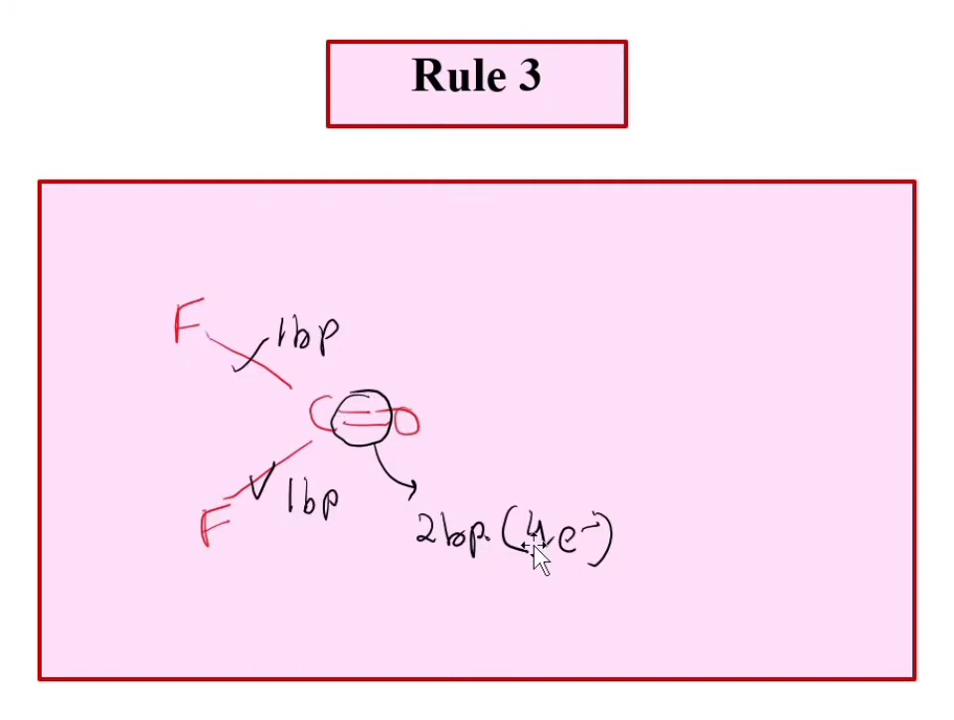 Rule 3
F
1bp
C=O
1bp
F
2bp. (4e-)